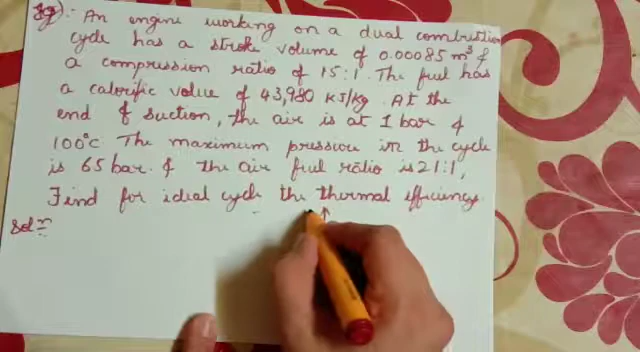 Eg):- An engine working on a dual combustion
cycle has a stroke volume of 0.00085 m³ &
a compression ratio of 15:1. The fuel has
a calorific value of 43,980 KJ/Kg. At the
end of suction, the air is at 1 bar &
100°C The maximum pression in the cycle
is 65 bar. & the air fuel ratio is 21:1,
Find for ideal cycle the thermal efficiency.
Solⁿ